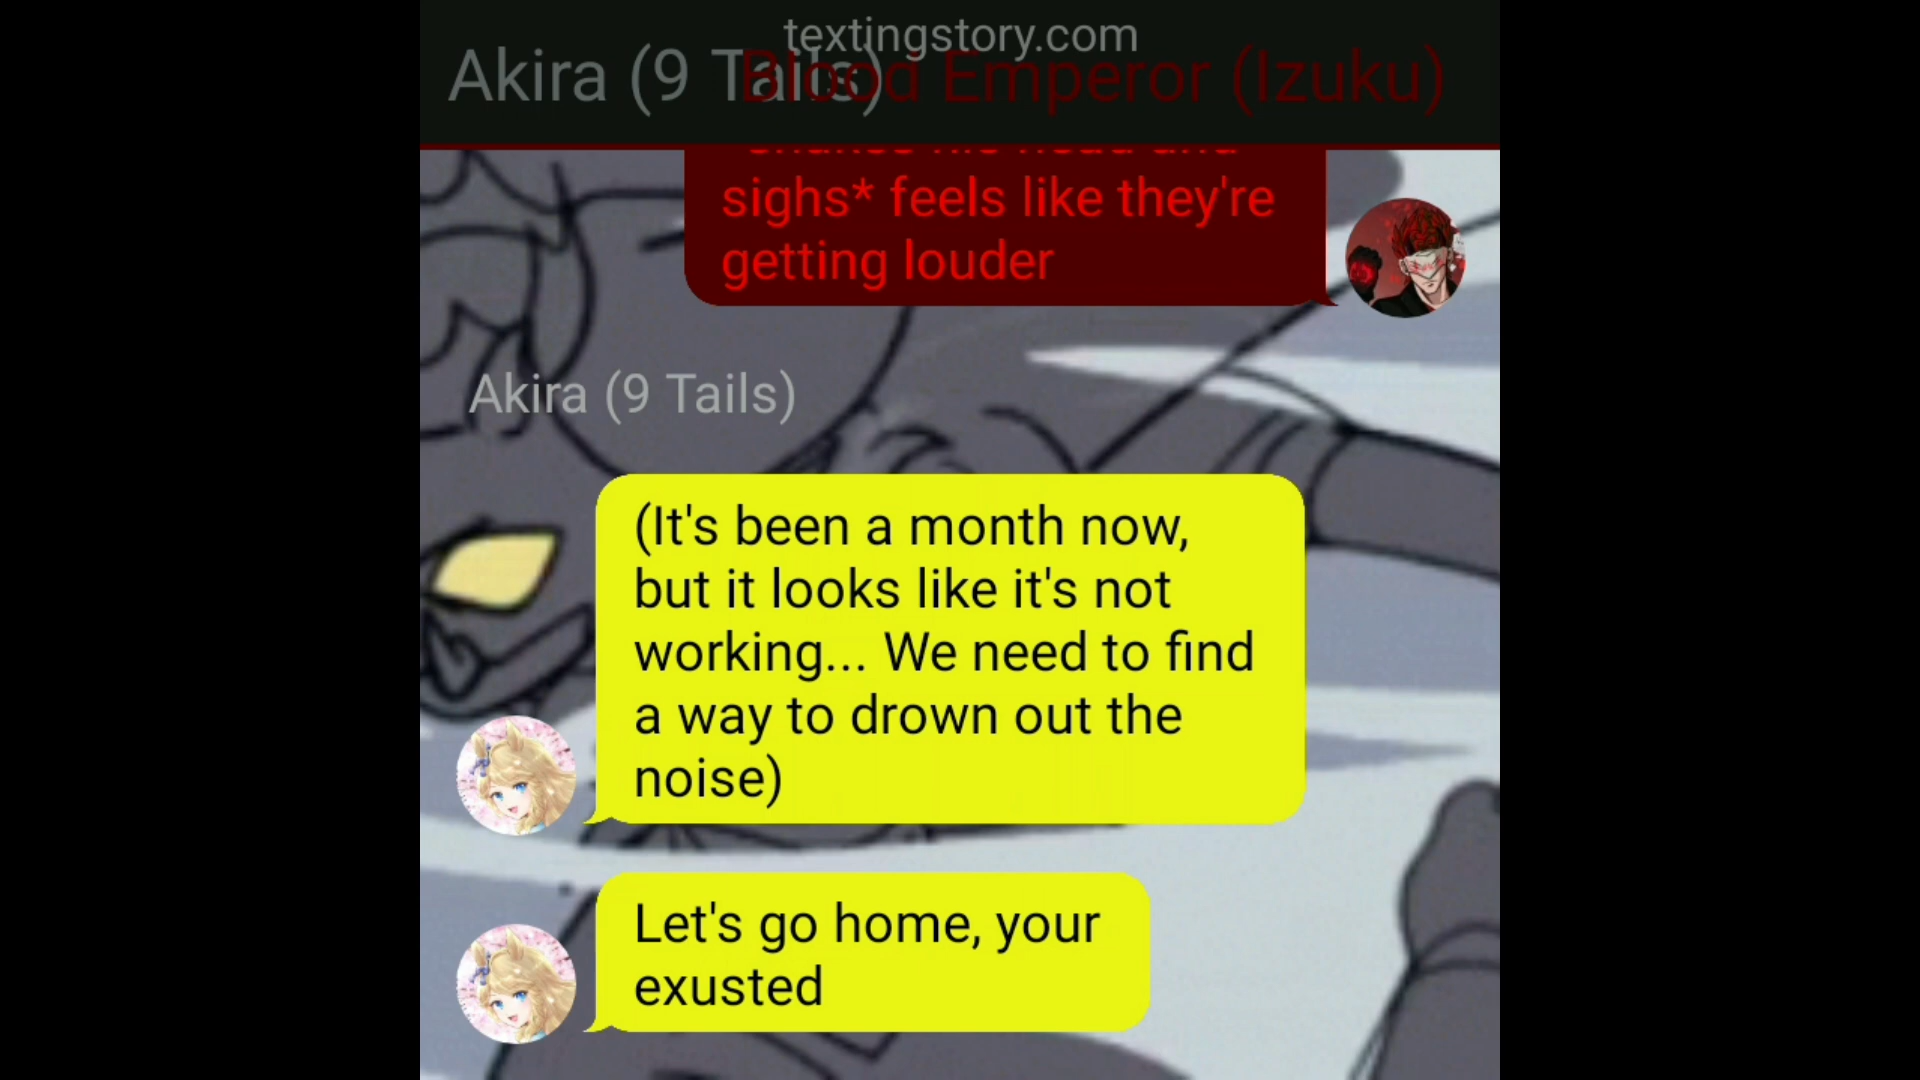 textingstory.com
Akira (9 Tails)
Blood Emperor (Izuku)
sighs* feels like they're
getting louder
Akira (9 Tails)
(It's been a month now,
but it looks like it's not
working... We need to find
a way to drown out the
noise)
Let's go home, your
exusted